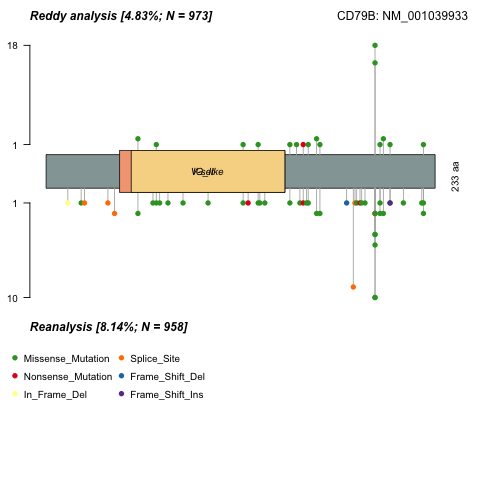 Reddy analysis [4.83%; N = 973]
CD79B: NM_001039933
18
1
233 aa
1
10
Reanalysis [8.14%; N = 958]
Missense_Mutation
Splice_Site
Nonsense_Mutation
Frame_Shift_Del
In_Frame_Del
Frame_Shift_Ins